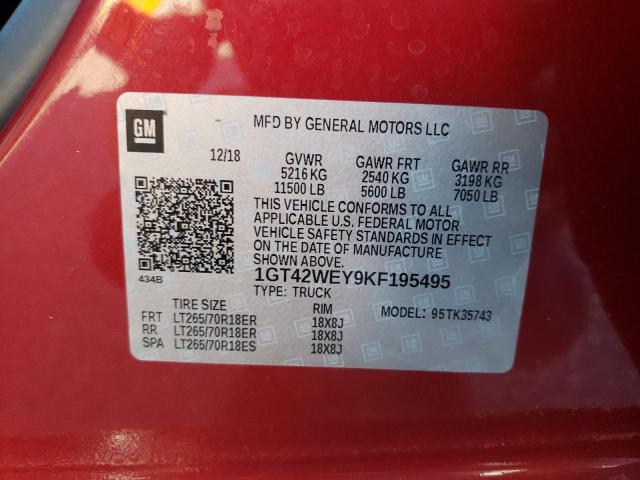 GM
MFD BY GENERAL MOTORS LLC
12/18 GVWR GAWR FRT GAWR RR
5216 KG 2540 KG 3198 KG
11500 LB 5600 LB 7050 LB
THIS VEHICLE CONFORMS TO ALL
APPLICABLE U.S. FEDERAL MOTOR
VEHICLE SAFETY STANDARDS IN EFFECT
ON THE DATE OF MANUFACTURE
SHOWN ABOVE.
434B
1GT42WEY9KF195495
TYPE: TRUCK
MODEL: 95TK35743
TIRE SIZE RIM
FRT LT265/70R18ER 18X8J
RR LT265/70R18ER 18X8J
SPA LT265/70R18ES 18X8J